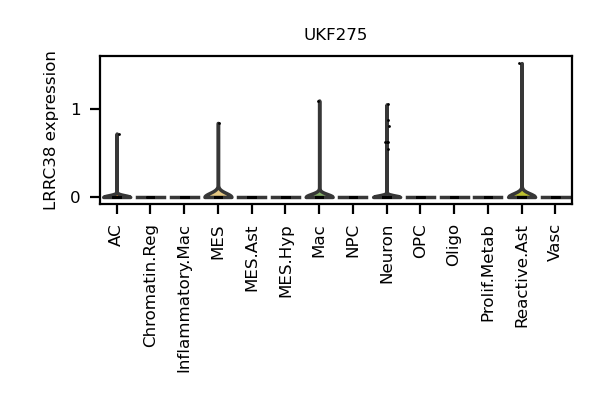 UKF275
LRRC38 expression
1
0
AC
Chromatin.Reg
Inflammatory.Mac
MES
MES.Ast
MES.Hyp
Mac
NPC
Neuron
OPC
Oligo
Prolif.Metab
Reactive.Ast
Vasc